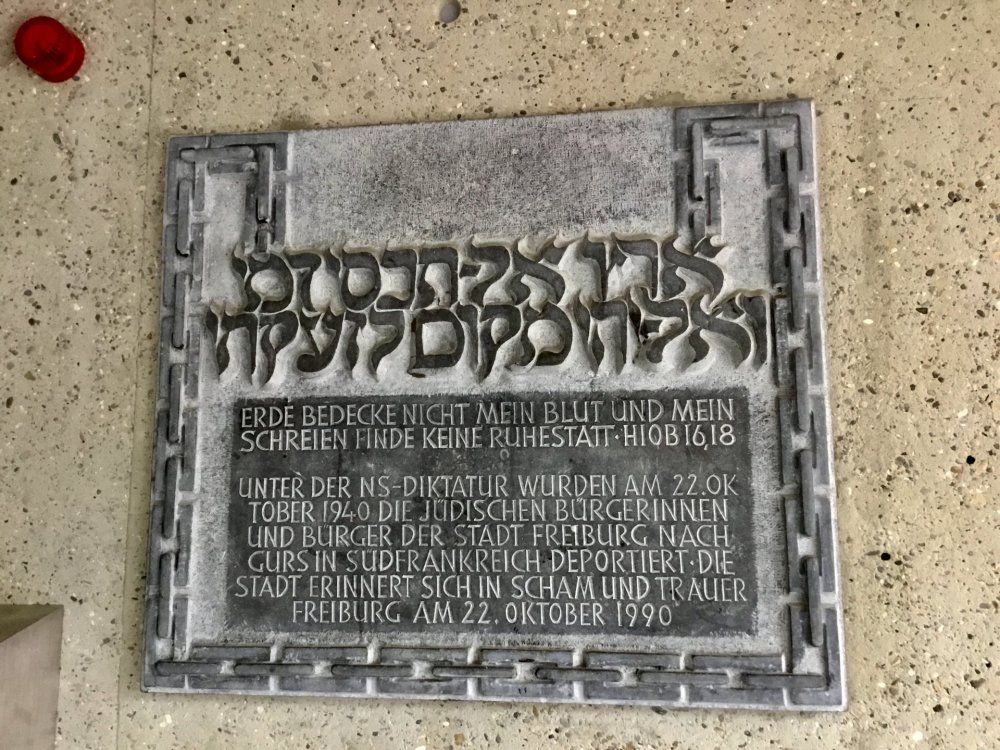 ארץ אל־תכסי דמי
ואל־יהי מקום לזעקתי
ERDE BEDECKE NICHT MEIN BLUT UND MEIN
SCHREIEN FINDE KEINE RUHESTATT·HIOB 16,18
UNTER DER NS-DIKTATUR WURDEN AM 22.OK
TOBER 1940 DIE JÜDISCHEN BÜRGERINNEN
UND BÜRGER DER STADT FREIBURG NACH
GURS IN SÜDFRANKREICH DEPORTIERT·DIE
STADT ERINNERT SICH IN SCHAM UND TRAUER
FREIBURG AM 22.OKTOBER 1990